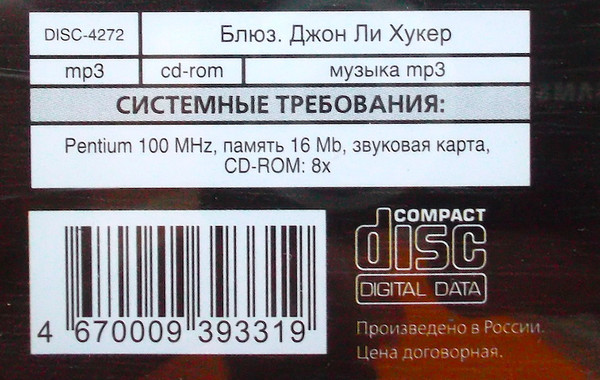 DISC-4272 Блюз. Джон Ли Хукер
mp3 cd-rom музыка mp3
СИСТЕМНЫЕ ТРЕБОВАНИЯ:
Pentium 100 MHz, память 16 Mb, звуковая карта,
CD-ROM: 8x
COMPACT
disc
DIGITAL DATA
4 670009 393319
Произведено в России.
Цена договорная.